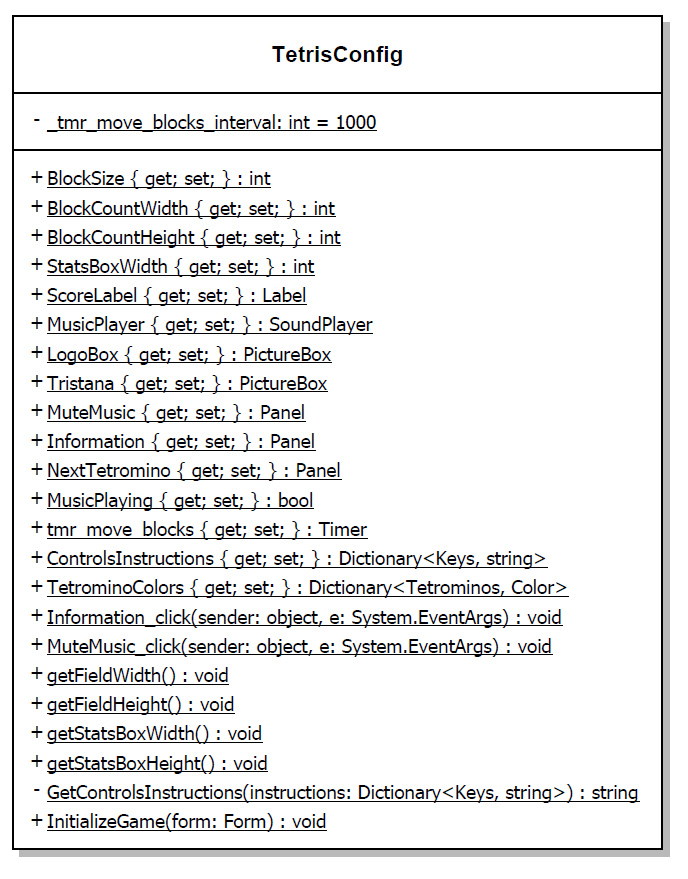 TetrisConfig
- _tmr_move_blocks_interval: int = 1000
+ BlockSize { get; set; } : int
+ BlockCountWidth { get; set; } : int
+ BlockCountHeight { get; set; } : int
+ StatsBoxWidth { get; set; } : int
+ ScoreLabel { get; set; } : Label
+ MusicPlayer { get; set; } : SoundPlayer
+ LogoBox { get; set; } : PictureBox
+ Tristana { get; set; } : PictureBox
+ MuteMusic { get; set; } : Panel
+ Information { get; set; } : Panel
+ NextTetromino { get; set; } : Panel
+ MusicPlaying { get; set; } : bool
+ tmr_move_blocks { get; set; } : Timer
+ ControlsInstructions { get; set; } : Dictionary<Keys, string>
+ TetrominoColors { get; set; } : Dictionary<Tetrominos, Color>
+ Information_click(sender: object, e: System.EventArgs) : void
+ MuteMusic_click(sender: object, e: System.EventArgs) : void
+ getFieldWidth() : void
+ getFieldHeight() : void
+ getStatsBoxWidth() : void
+ getStatsBoxHeight() : void
- GetControlsInstructions(instructions: Dictionary<Keys, string>) : string
+ InitializeGame(form: Form) : void